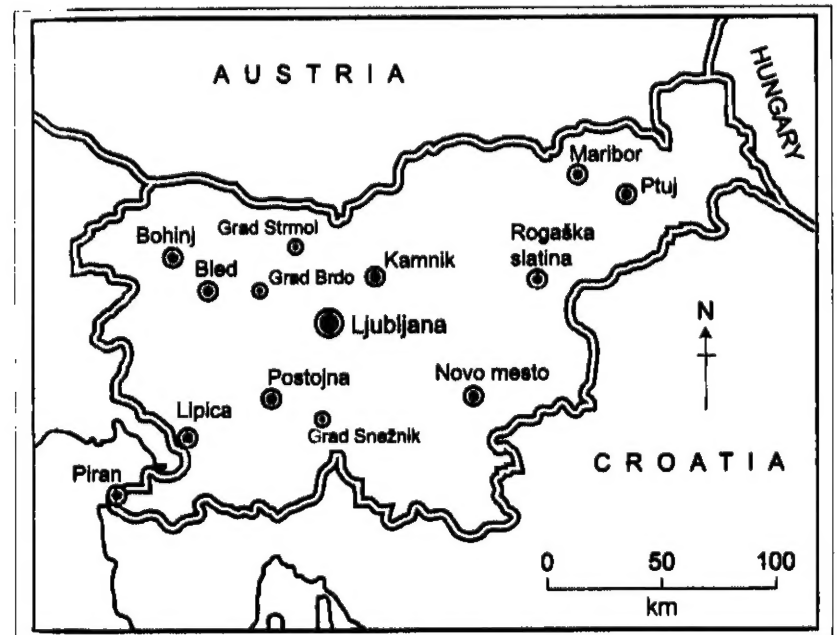 AUSTRIA
HUNGARY
Maribor
Ptuj
Grad Strmol
Bohinj
Bled
Grad Brdo
Kamnik
Rogaška
slatina
Ljubijana
N
Postojna
Novo mesto
Lipica
Grad Snežnik
CROATIA
Piran
0 50 100
km